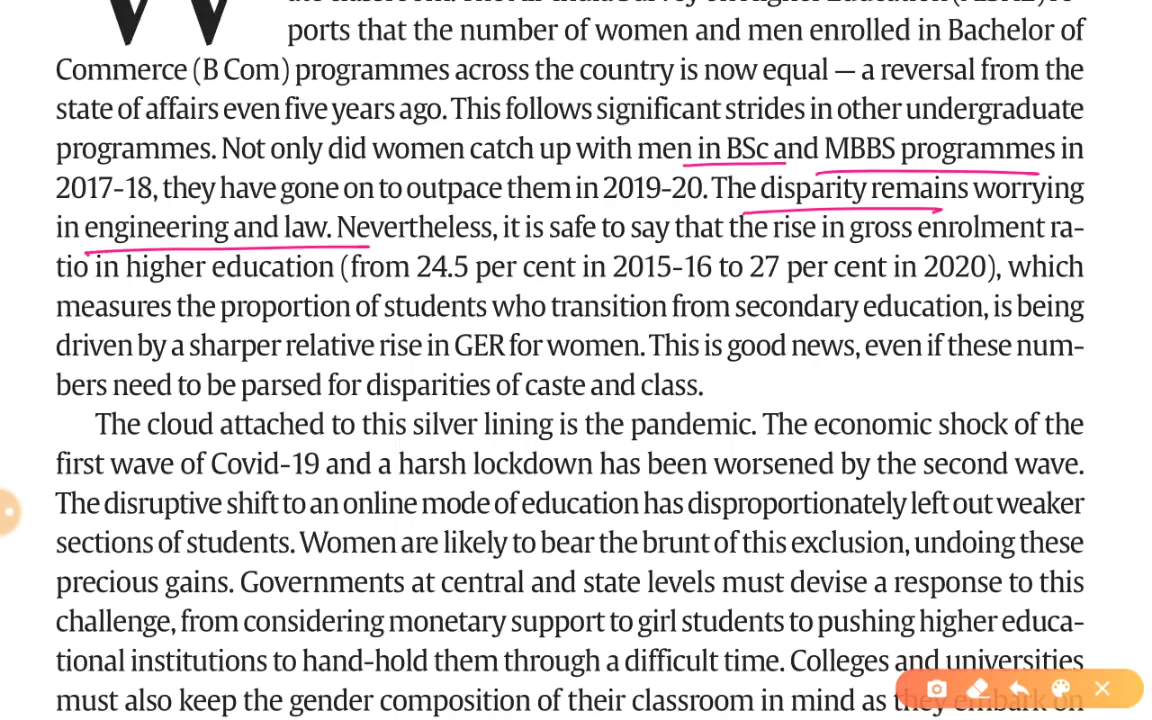 W
ports that the number of women and men enrolled in Bachelor of
Commerce (B Com) programmes across the country is now equal — a reversal from the
state of affairs even five years ago. This follows significant strides in other undergraduate
programmes. Not only did women catch up with men in BSc and MBBS programmes in
2017-18, they have gone on to outpace them in 2019-20. The disparity remains worrying
in engineering and law. Nevertheless, it is safe to say that the rise in gross enrolment ra-
tio in higher education (from 24.5 per cent in 2015-16 to 27 per cent in 2020), which
measures the proportion of students who transition from secondary education, is being
driven by a sharper relative rise in GER for women. This is good news, even if these num-
bers need to be parsed for disparities of caste and class.
The cloud attached to this silver lining is the pandemic. The economic shock of the
first wave of Covid-19 and a harsh lockdown has been worsened by the second wave.
The disruptive shift to an online mode of education has disproportionately left out weaker
sections of students. Women are likely to bear the brunt of this exclusion, undoing these
precious gains. Governments at central and state levels must devise a response to this
challenge, from considering monetary support to girl students to pushing higher educa-
tional institutions to hand-hold them through a difficult time. Colleges and universities
must also keep the gender composition of their classroom in mind as they embark on